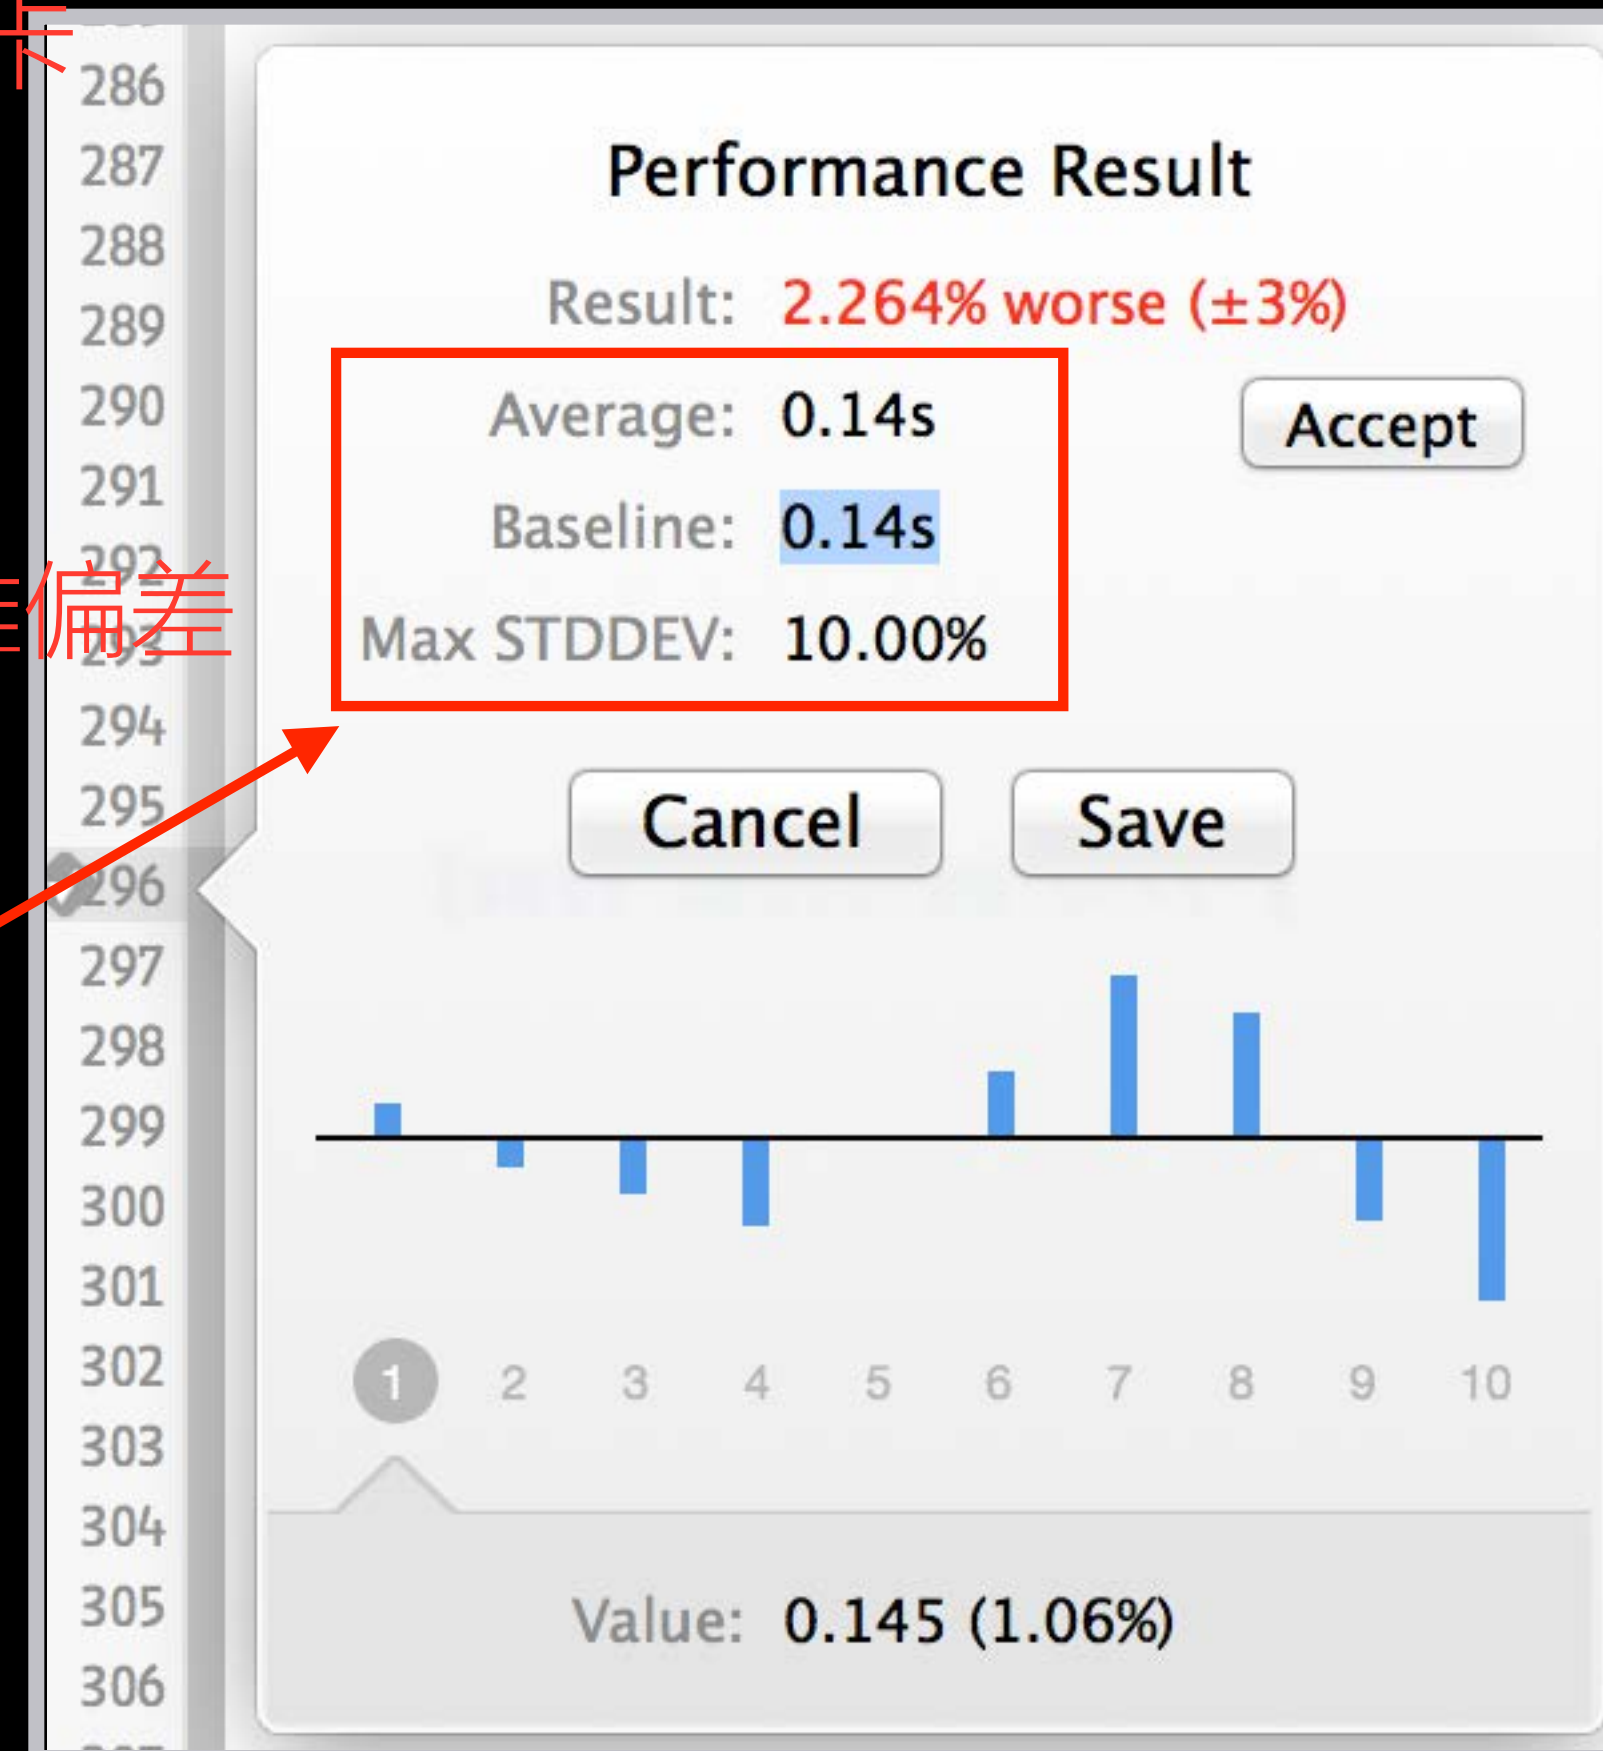 286
287
288
289
290
291
292
293
294
295
296
297
298
299
300
301
302
303
304
305
306
偏差
Performance Result
Result: 2.264% worse (±3%)
Average: 0.14s
Accept
Baseline: 0.14s
Max STDDEV: 10.00%
Cancel Save
1 2 3 4 5 6 7 8 9 10
Value: 0.145 (1.06%)